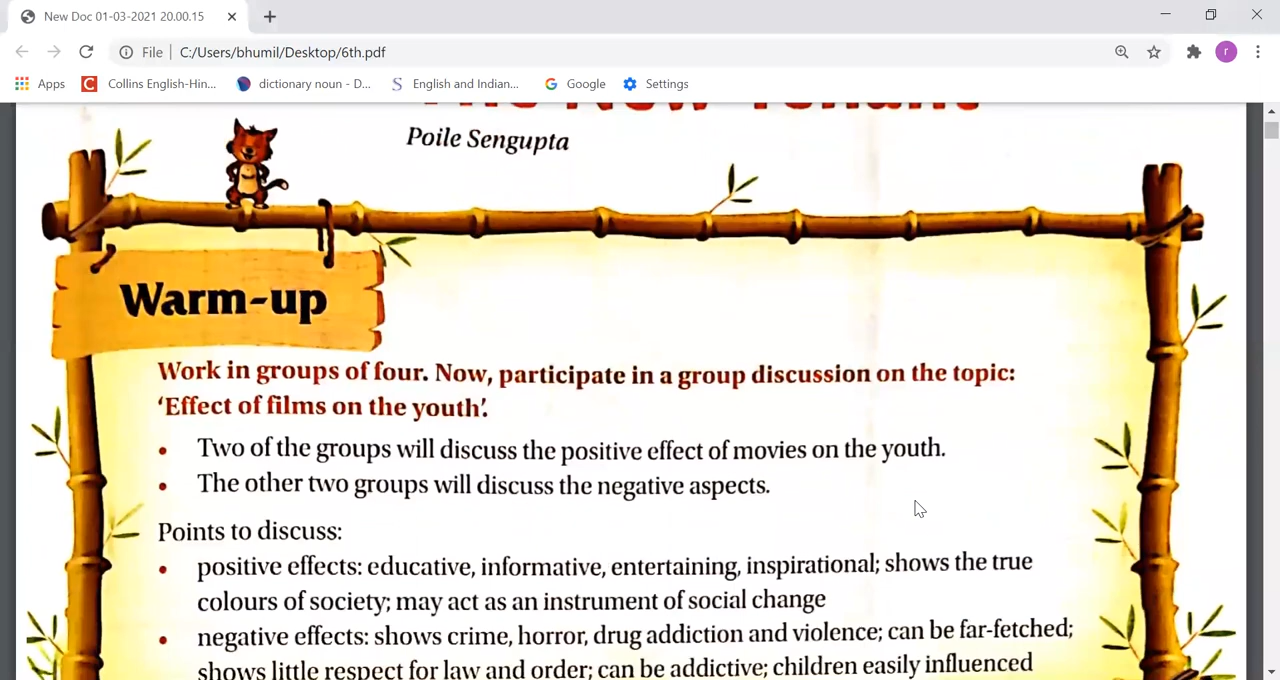 New Doc 01-03-2021 20.00.15
File C:/Users/bhumil/Desktop/6th.pdf
r
Apps Collins English-Hin... dictionary noun - D... English and Indian... Google Settings
Poile Sengupta
Warm-up
Work in groups of four. Now, participate in a group discussion on the topic:
‘Effect of films on the youth’.
• Two of the groups will discuss the positive effect of movies on the youth.
• The other two groups will discuss the negative aspects.
Points to discuss:
• positive effects: educative, informative, entertaining, inspirational; shows the true
colours of society; may act as an instrument of social change
• negative effects: shows crime, horror, drug addiction and violence; can be far-fetched;
shows little respect for law and order; can be addictive; children easily influenced